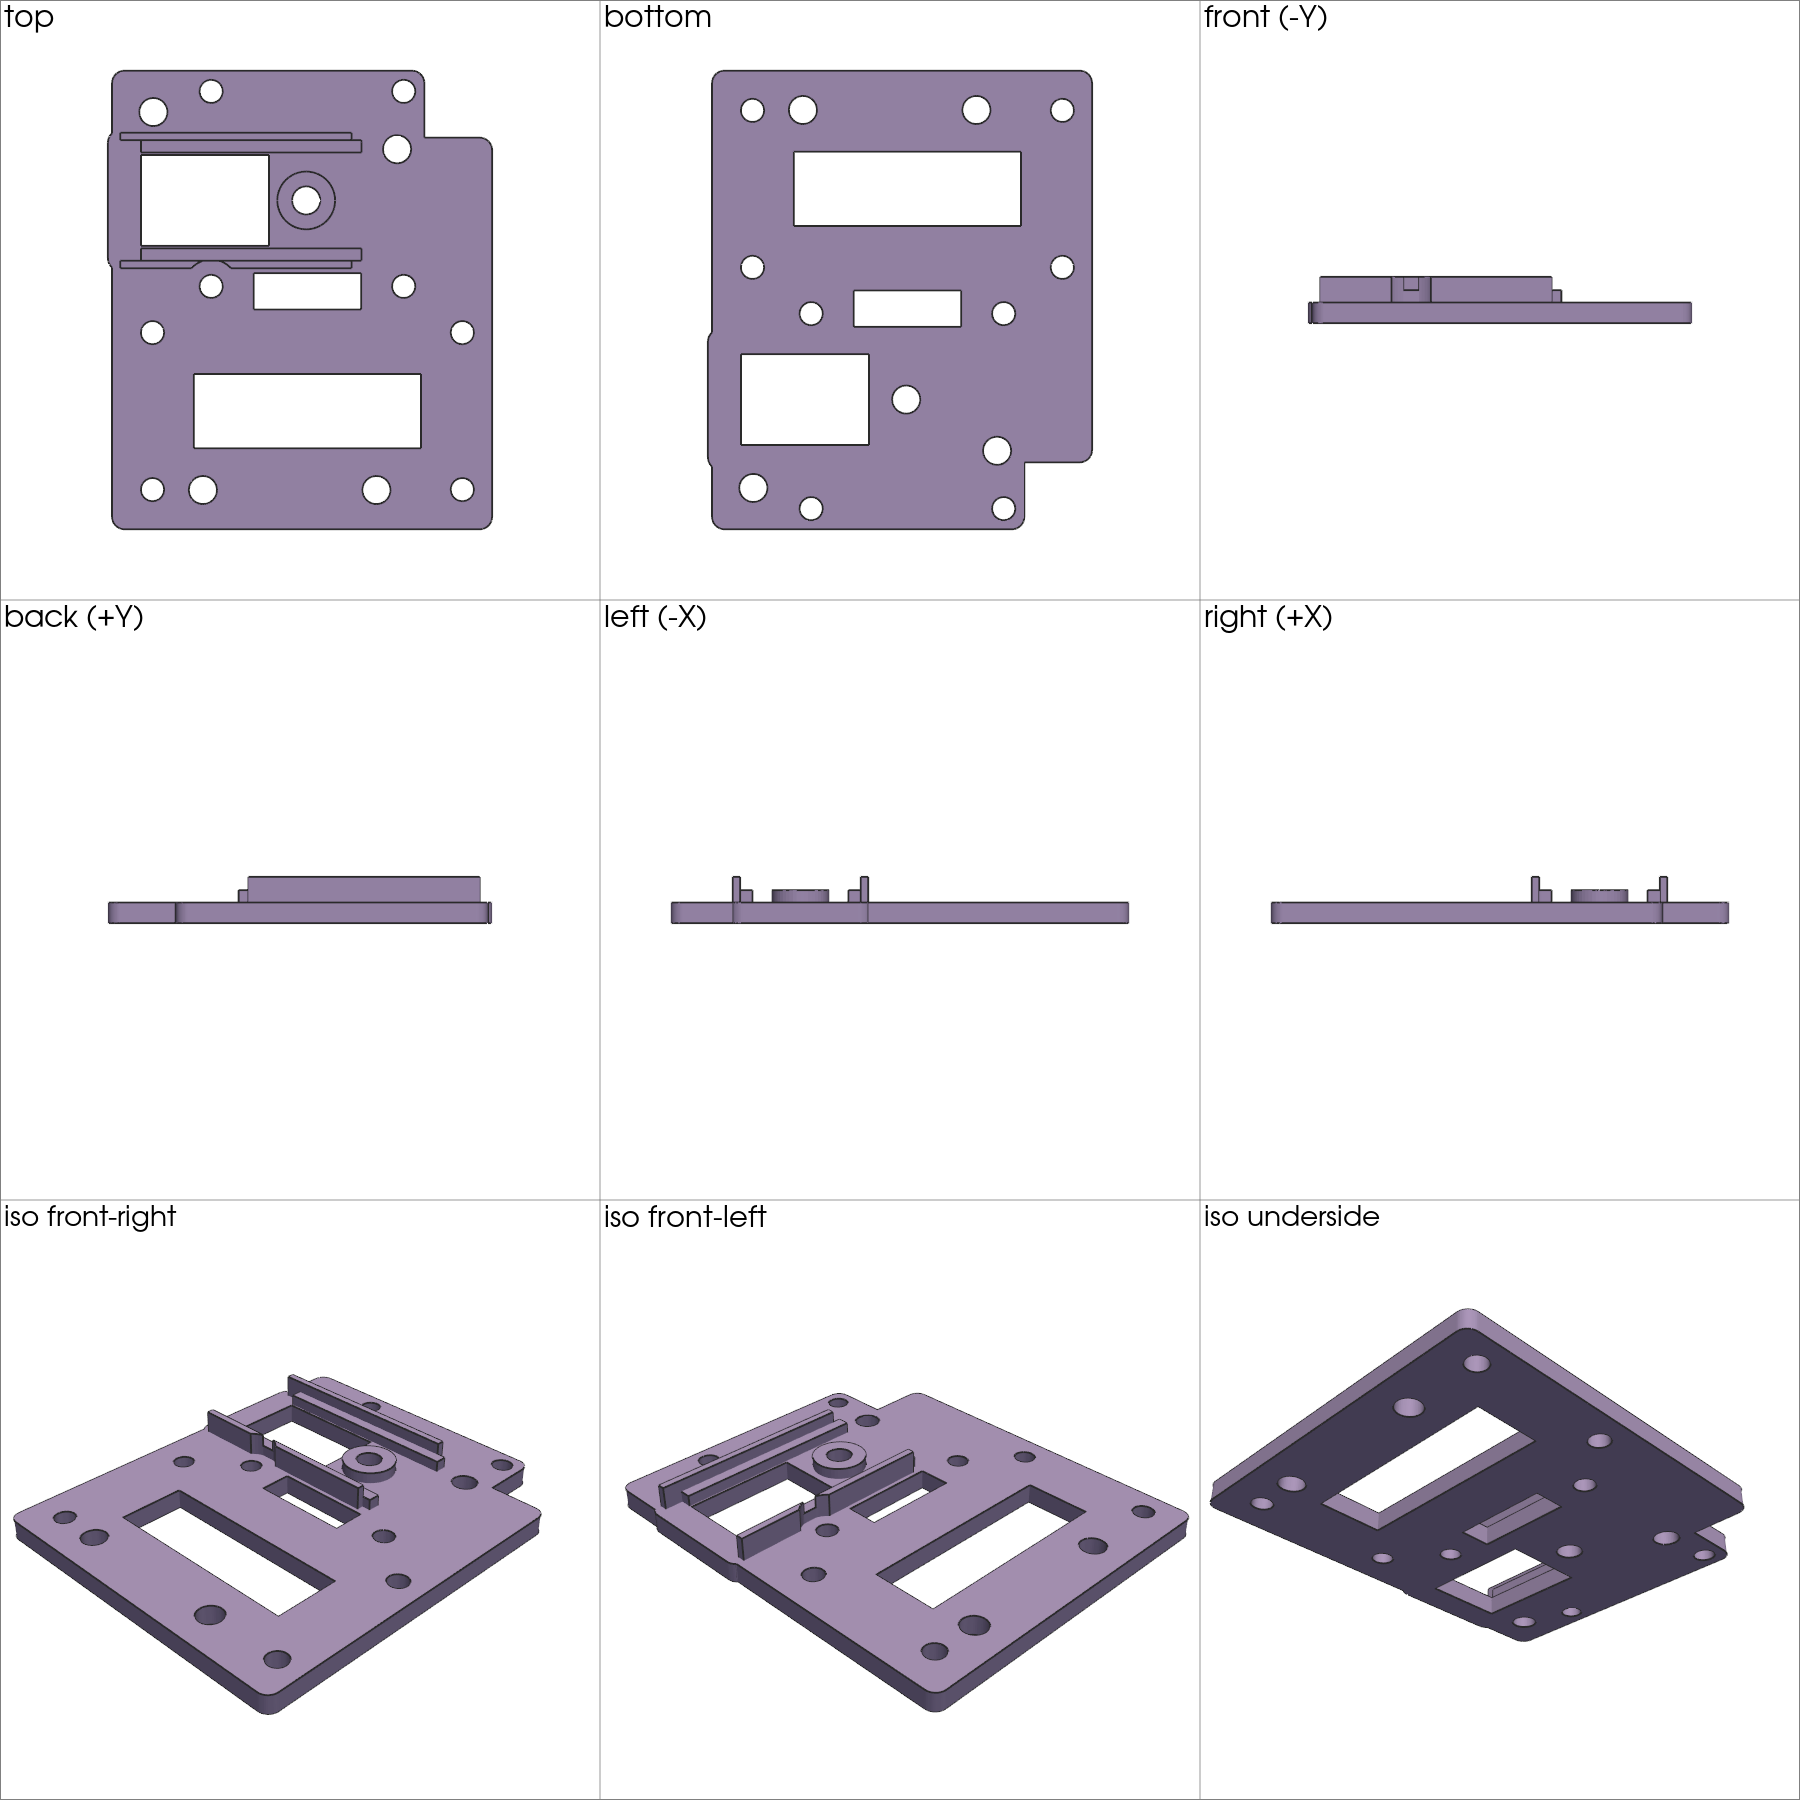 top
bottom
front (-Y)
back (+Y)
left (-X)
right (+X)
iso front-right
iso front-left
iso underside